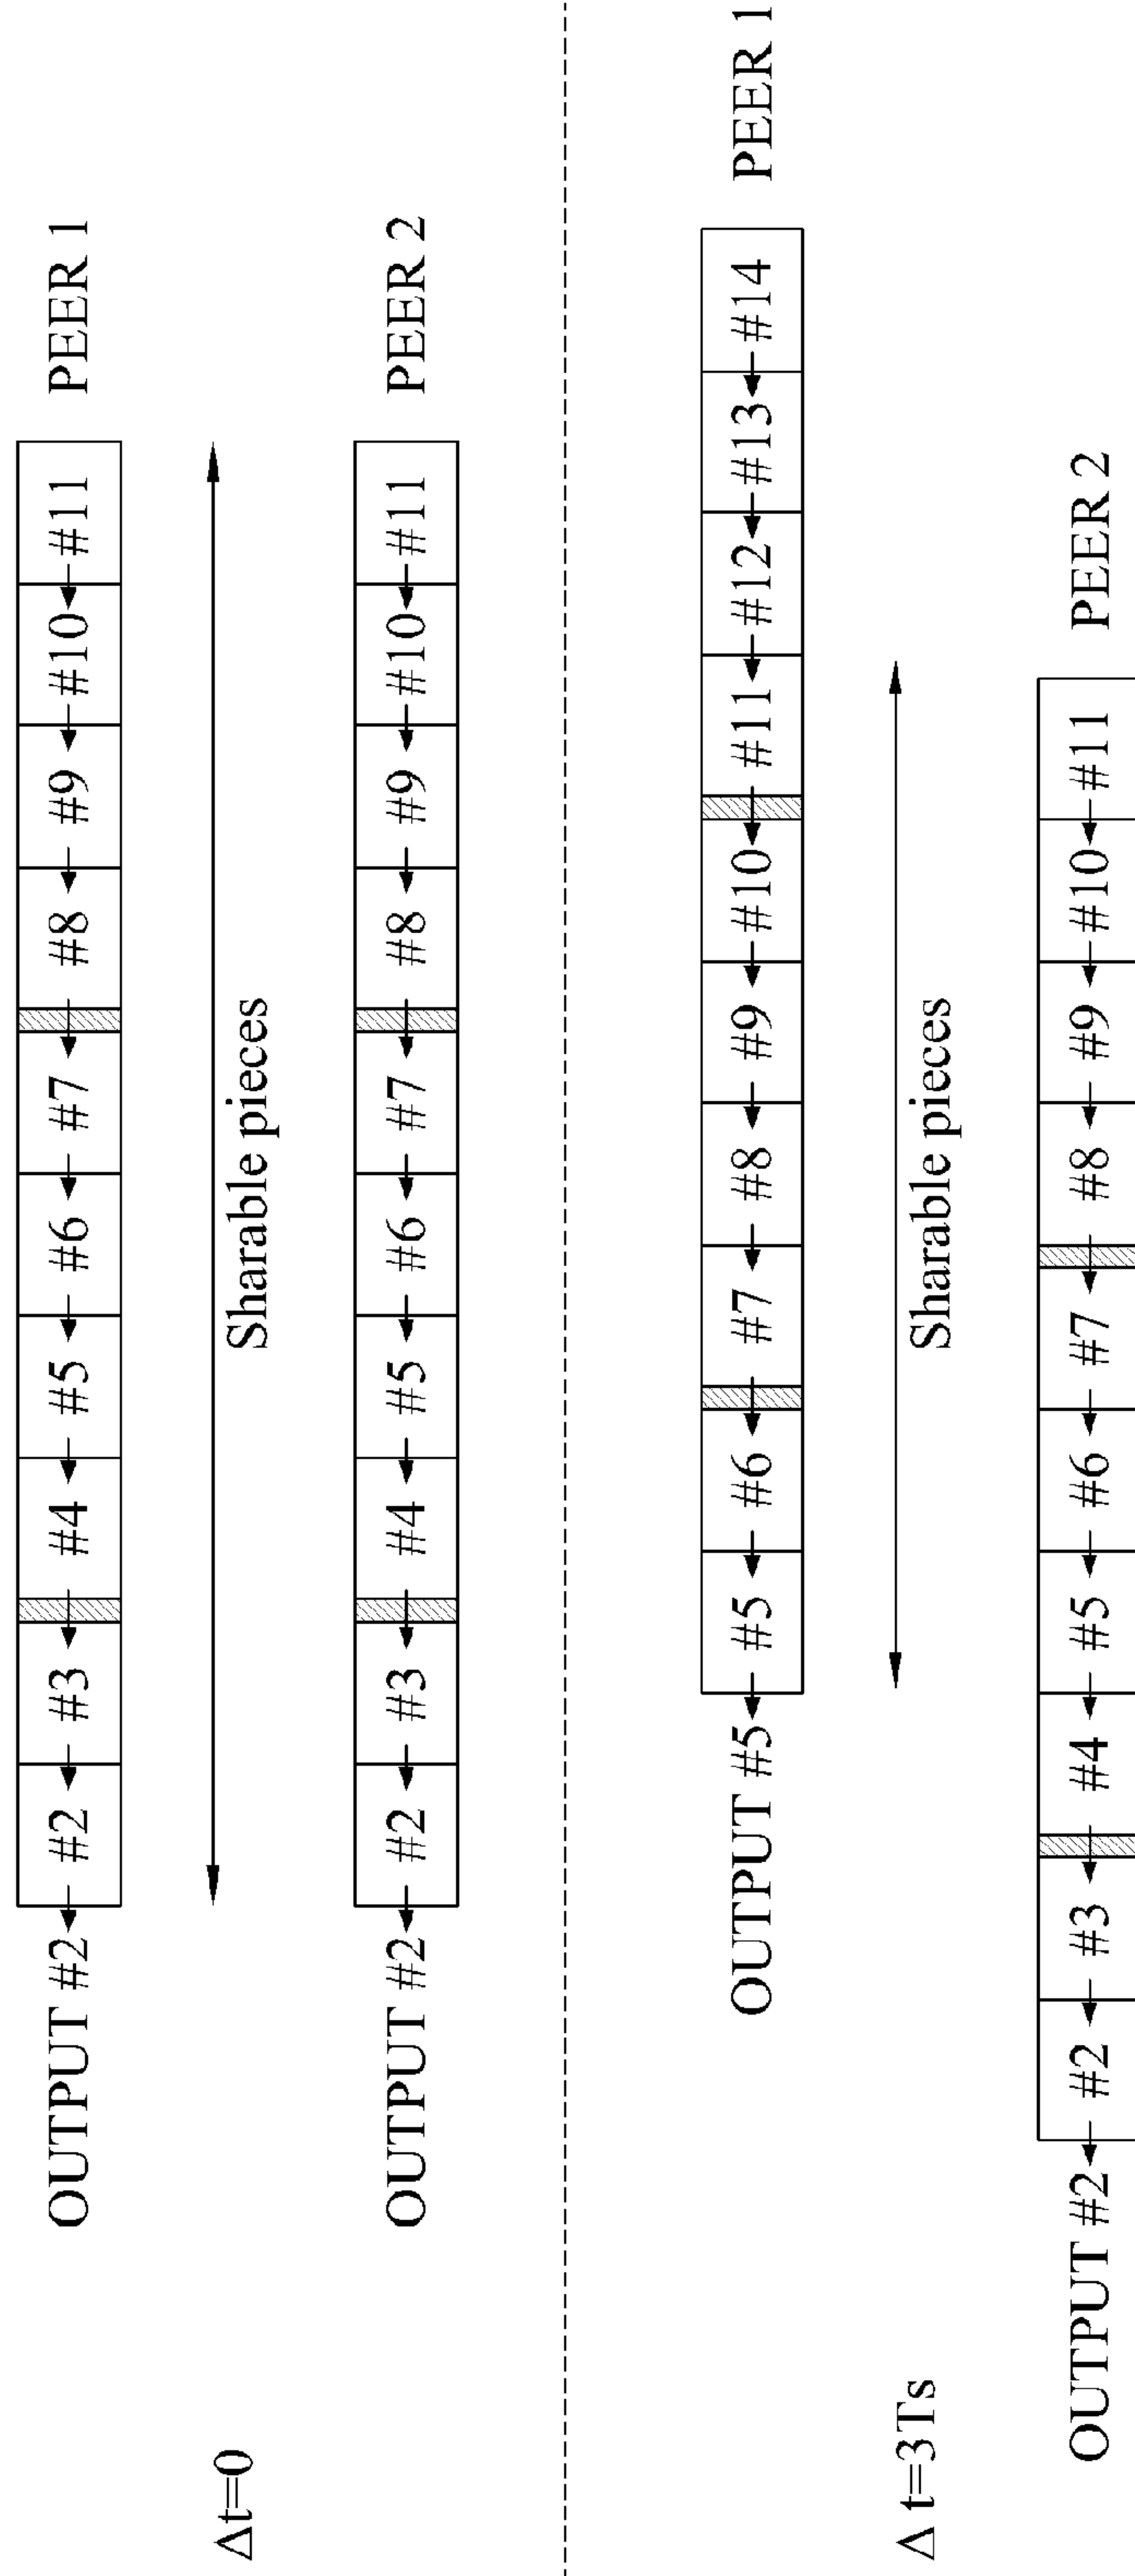 Δt=0
OUTPUT #2 #2 #3 #4 #5 #6 #7 #8 #9 #10 #11 PEER 1
Sharable pieces
OUTPUT #2 #2 #3 #4 #5 #6 #7 #8 #9 #10 #11 PEER 2
Δ t=3Ts
OUTPUT #5 #5 #6 #7 #8 #9 #10 #11 #12 #13 #14 PEER 1
Sharable pieces
OUTPUT #2 #2 #3 #4 #5 #6 #7 #8 #9 #10 #11 PEER 2